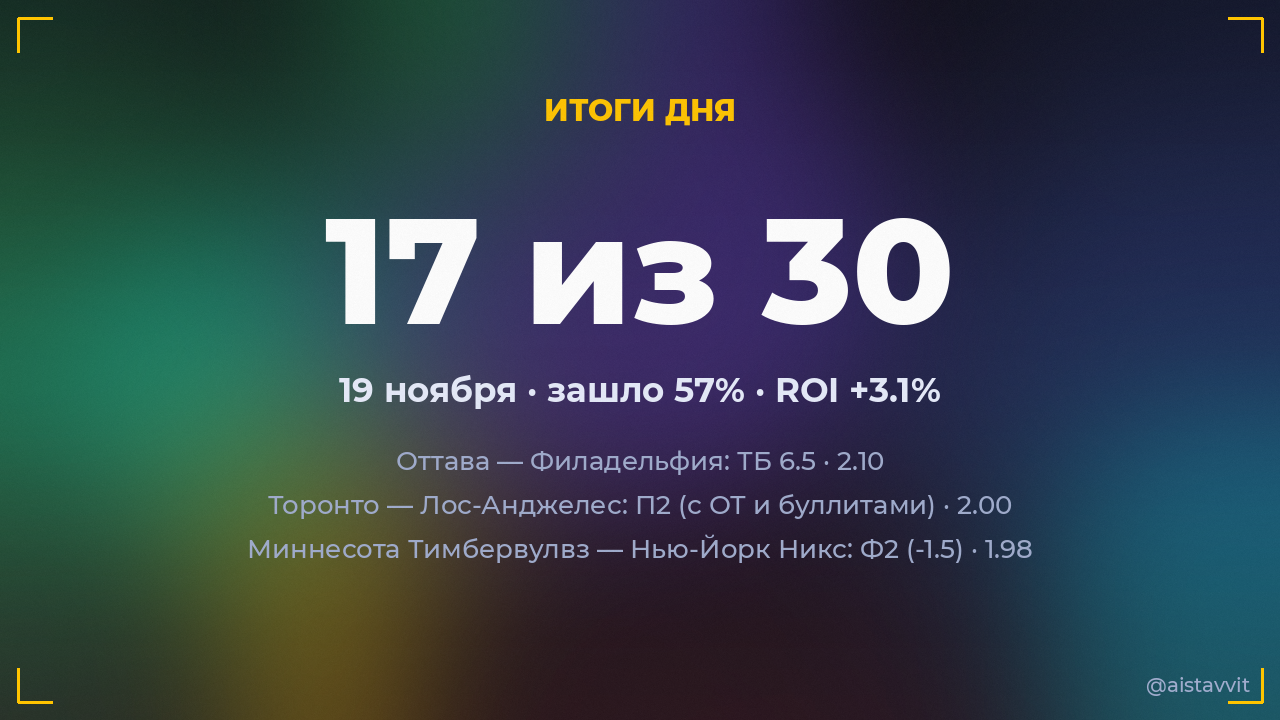 ИТОГИ ДНЯ
17 из 30
19 ноября · зашло 57% · ROI +3.1%
Оттава — Филадельфия: ТБ 6.5 · 2.10
Торонто — Лос-Анджелес: П2 (с ОТ и буллитами) · 2.00
Миннесота Тимбервулвз — Нью-Йорк Никс: Ф2 (-1.5) · 1.98
@aistavvit